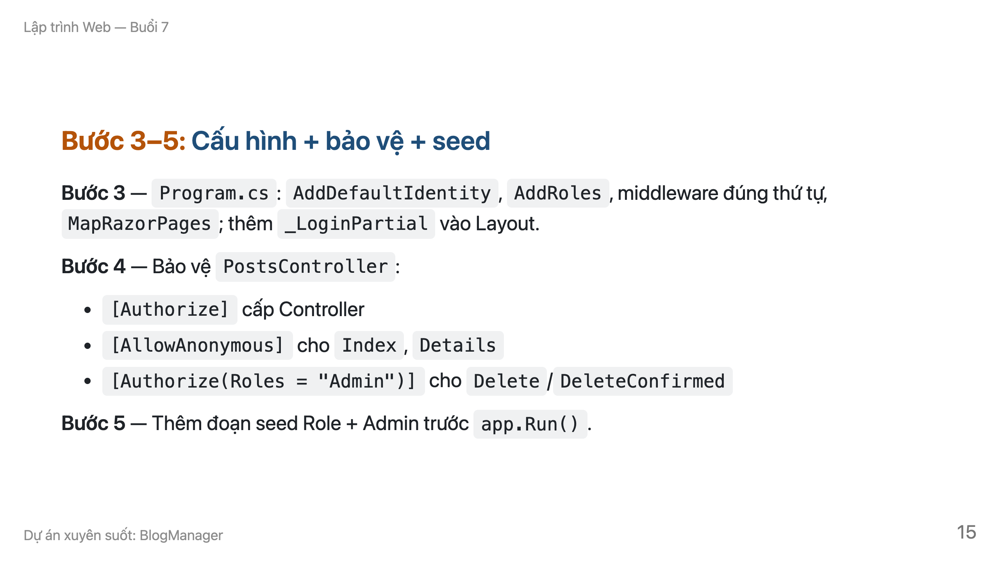 Lập trình Web — Buổi 7
Bước 3–5: Cấu hình + bảo vệ + seed
Bước 3 — Program.cs: AddDefaultIdentity, AddRoles, middleware đúng thứ tự,
MapRazorPages; thêm _LoginPartial vào Layout.
Bước 4 — Bảo vệ PostsController:
• [Authorize] cấp Controller
• [AllowAnonymous] cho Index, Details
• [Authorize(Roles = "Admin")] cho Delete/DeleteConfirmed
Bước 5 — Thêm đoạn seed Role + Admin trước app.Run().
Dự án xuyên suốt: BlogManager
15